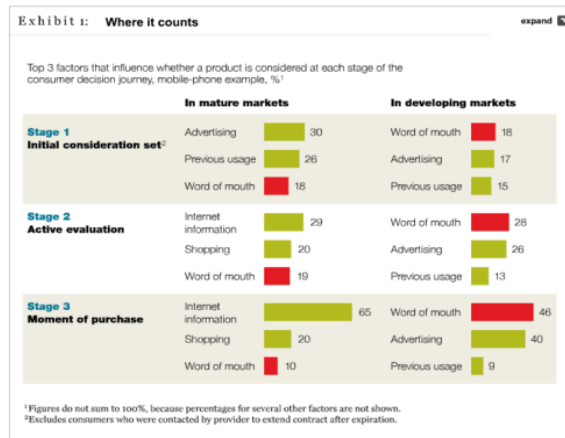 Exhibit 1: Where it counts
expand
Top 3 factors that influence whether a product is considered at each stage of the
consumer decision journey, mobile-phone example, %¹
In mature markets
In developing markets
Stage 1
Initial consideration set²
Advertising 30
Previous usage 26
Word of mouth 18
Word of mouth 18
Advertising 17
Previous usage 15
Stage 2
Active evaluation
Internet
information 29
Shopping 20
Word of mouth 19
Word of mouth 28
Advertising 26
Previous usage 13
Stage 3
Moment of purchase
Internet
information 65
Shopping 20
Word of mouth 10
Word of mouth 46
Advertising 40
Previous usage 9
¹Figures do not sum to 100%, because percentages for several other factors are not shown.
²Excludes consumers who were contacted by provider to extend contract after expiration.